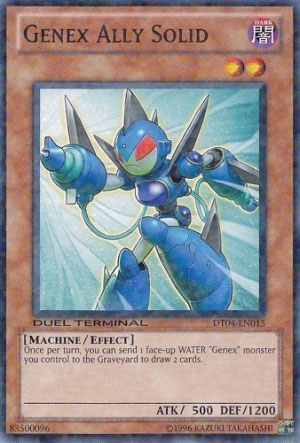 GENEX ALLY SOLID
DARK
闇
DUEL TERMINAL DT04-EN015
[MACHINE/EFFECT]
Once per turn, you can send 1 face-up WATER "Genex" monster
you control to the Graveyard to draw 2 cards.
ATK/ 500 DEF/1200
83500096 ©1996 KAZUKI TAKAHASHI